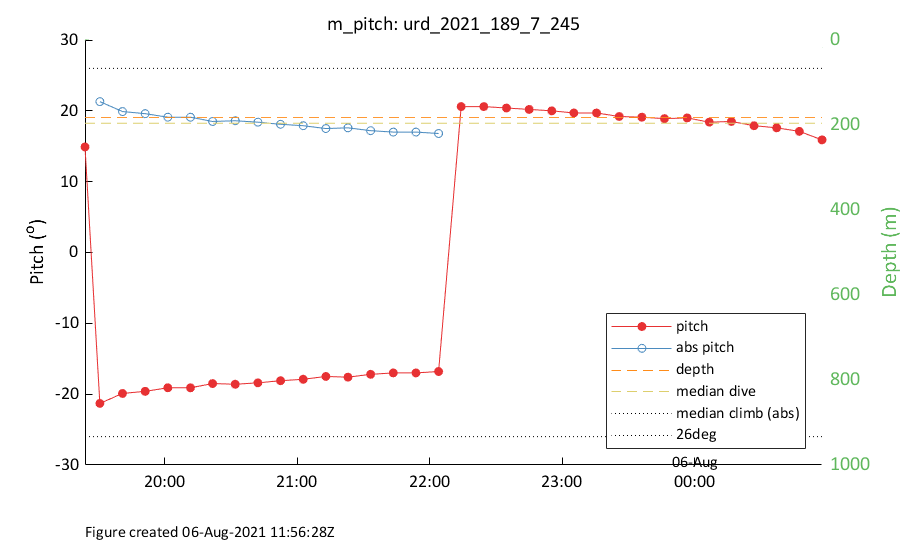 m_pitch: urd_2021_189_7_245
30
20
10
0
-10
-20
-30
Pitch (º)
0
200
400
600
800
1000
Depth (m)
pitch
abs pitch
depth
median dive
median climb (abs)
26deg
06-Aug
20:00
21:00
22:00
23:00
00:00
Figure created 06-Aug-2021 11:56:28Z